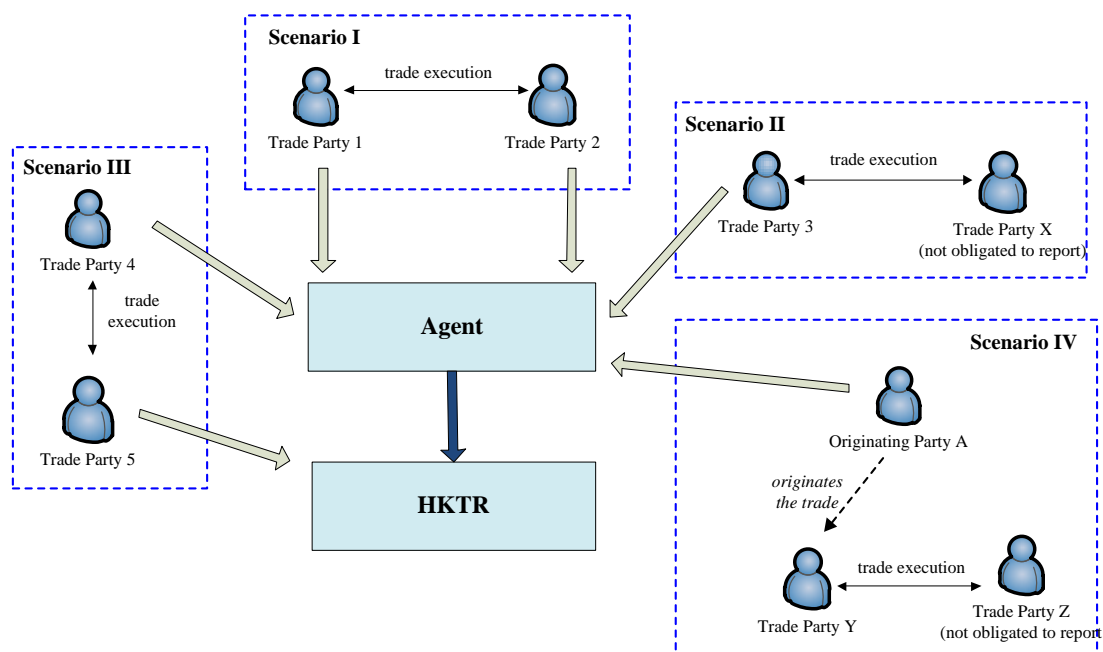 Scenario I
trade execution
Trade Party 1
Trade Party 2
Scenario II
trade execution
Trade Party 3
Trade Party X
(not obligated to report)
Scenario III
Trade Party 4
trade
execution
Trade Party 5
Agent
HKTR
Scenario IV
Originating Party A
originates
the trade
trade execution
Trade Party Y
Trade Party Z
(not obligated to report